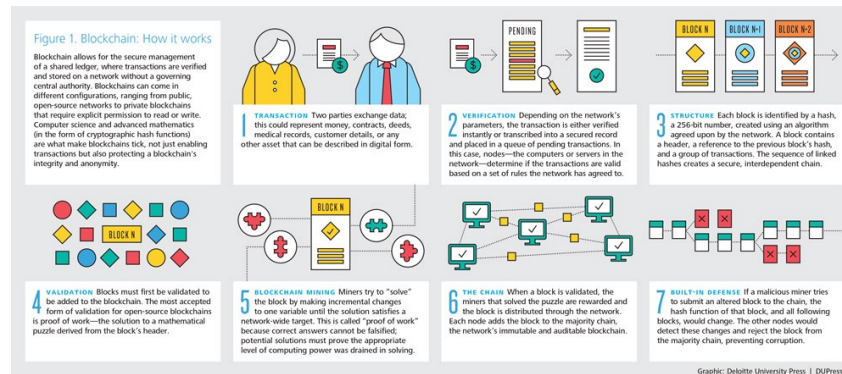 Figure 1. Blockchain: How it works
Blockchain allows for the secure management
of a shared ledger, where transactions are verified
and stored on a network without a governing
central authority. Blockchains can come in
different configurations, ranging from public,
open-source networks to private blockchains
that require explicit permission to read or write.
Computer science and advanced mathematics
(in the form of cryptographic hash functions)
are what make blockchains tick, not just enabling
transactions but also protecting a blockchain's
integrity and anonymity.
$
1 TRANSACTION Two parties exchange data;
this could represent money, contracts, deeds,
medical records, customer details, or any
other asset that can be described in digital form.
$
PENDING
2 VERIFICATION Depending on the network's
parameters, the transaction is either verified
instantly or transcribed into a secured record
and placed in a queue of pending transactions. In
this case, nodes—the computers or servers in the
network—determine if the transactions are valid
based on a set of rules the network has agreed to.
BLOCK N
BLOCK N-1
BLOCK N-2
3 STRUCTURE Each block is identified by a hash,
a 256-bit number, created using an algorithm
agreed upon by the network. A block contains
a header, a reference to the previous block's hash,
and a group of transactions. The sequence of linked
hashes creates a secure, interdependent chain.
BLOCK N
4 VALIDATION Blocks must first be validated to
be added to the blockchain. The most accepted
form of validation for open-source blockchains
is proof of work—the solution to a mathematical
puzzle derived from the block's header.
BLOCK N
5 BLOCKCHAIN MINING Miners try to “solve”
the block by making incremental changes
to one variable until the solution satisfies a
network-wide target. This is called “proof of work”
because correct answers cannot be falsified;
potential solutions must prove the appropriate
level of computing power was drained in solving.
6 THE CHAIN When a block is validated, the
miners that solved the puzzle are rewarded and
the block is distributed through the network.
Each node adds the block to the majority chain,
the network's immutable and auditable blockchain.
7 BUILT-IN DEFENSE If a malicious miner tries
to submit an altered block to the chain, the
hash function of that block, and all following
blocks, would change. The other nodes would
detect these changes and reject the block from
the majority chain, preventing corruption.
Graphic: Deloitte University Press | DUPress